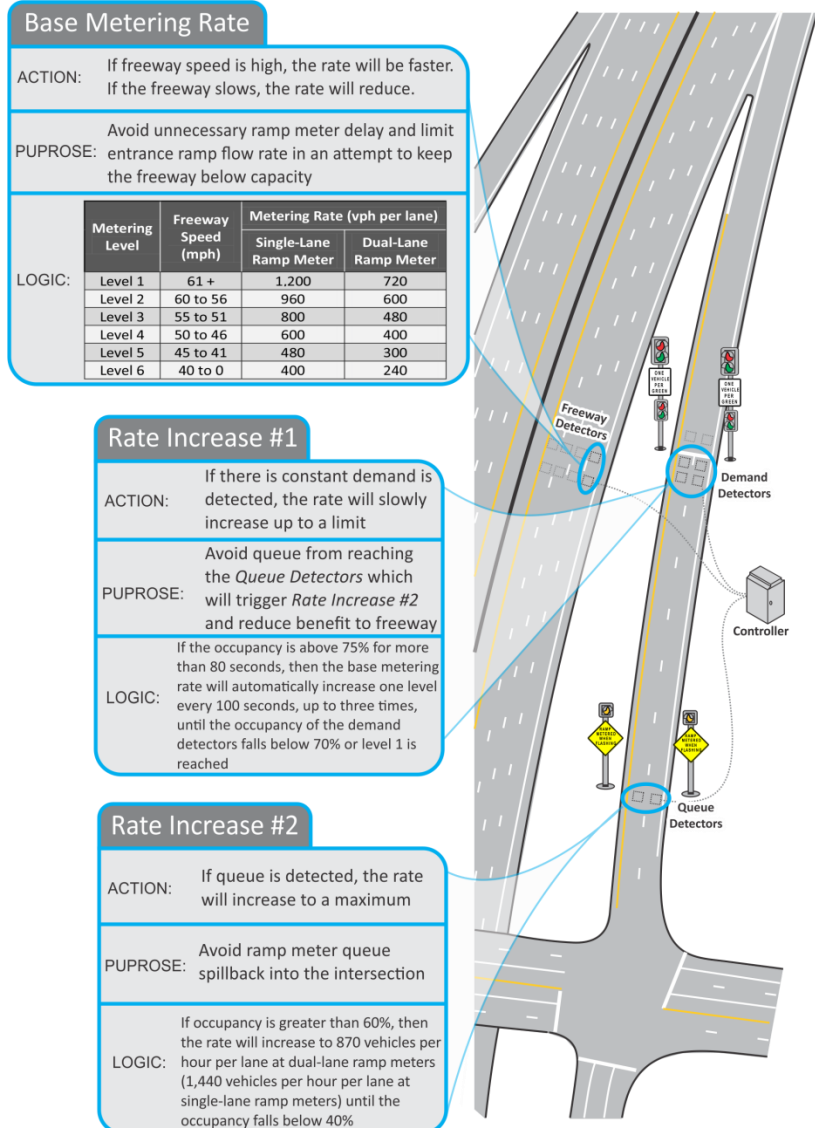 Base Metering Rate
ACTION:
If freeway speed is high, the rate will be faster.
If the freeway slows, the rate will reduce.
PUPROSE:
Avoid unnecessary ramp meter delay and limit
entrance ramp flow rate in an attempt to keep
the freeway below capacity
LOGIC:
Metering Level
Freeway Speed (mph)
Metering Rate (vph per lane)
Single-Lane Ramp Meter
Dual-Lane Ramp Meter
Level 1 61 + 1,200 720
Level 2 60 to 56 960 600
Level 3 55 to 51 800 480
Level 4 50 to 46 600 400
Level 5 45 to 41 480 300
Level 6 40 to 0 400 240
Rate Increase #1
ACTION:
If there is constant demand is
detected, the rate will slowly
increase up to a limit
PUPROSE:
Avoid queue from reaching
the Queue Detectors which
will trigger Rate Increase #2
and reduce benefit to freeway
LOGIC:
If the occupancy is above 75% for more
than 80 seconds, then the base metering
rate will automatically increase one level
every 100 seconds, up to three times,
until the occupancy of the demand
detectors falls below 70% or level 1 is
reached
Rate Increase #2
ACTION:
If queue is detected, the rate
will increase to a maximum
PUPROSE:
Avoid ramp meter queue
spillback into the intersection
LOGIC:
If occupancy is greater than 60%, then
the rate will increase to 870 vehicles per
hour per lane at dual-lane ramp meters
(1,440 vehicles per hour per lane at
single-lane ramp meters) until the
occupancy falls below 40%
Freeway
Detectors
ONE
VEHICLE
PER
GREEN
ONE
VEHICLE
PER
GREEN
Demand
Detectors
Controller
RAMP
METERED
WHEN
FLASHING
RAMP
METERED
WHEN
FLASHING
Queue
Detectors